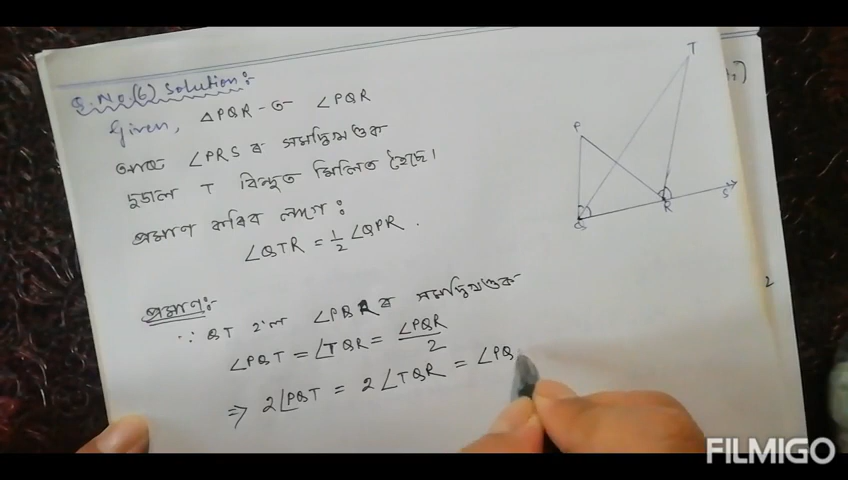 Q.No.(6) Solution:
Given, △PQR-ত ∠PQR
আৰু ∠PRS ৰ সমদ্বিখণ্ডক
দুডাল T বিন্দুত মিলিত হৈছে।
প্ৰমাণ কৰিব লাগে:
∠QTR = 1/2 ∠QPR.
প্ৰমাণ:-
∵ QT হ'ল ∠PQR ৰ সমদ্বিখণ্ডক
∠PQT = ∠TQR = ∠PQR/2
⇒ 2∠PQT = 2∠TQR = ∠PQ
T
P
Q
R
S
2
FILMIGO